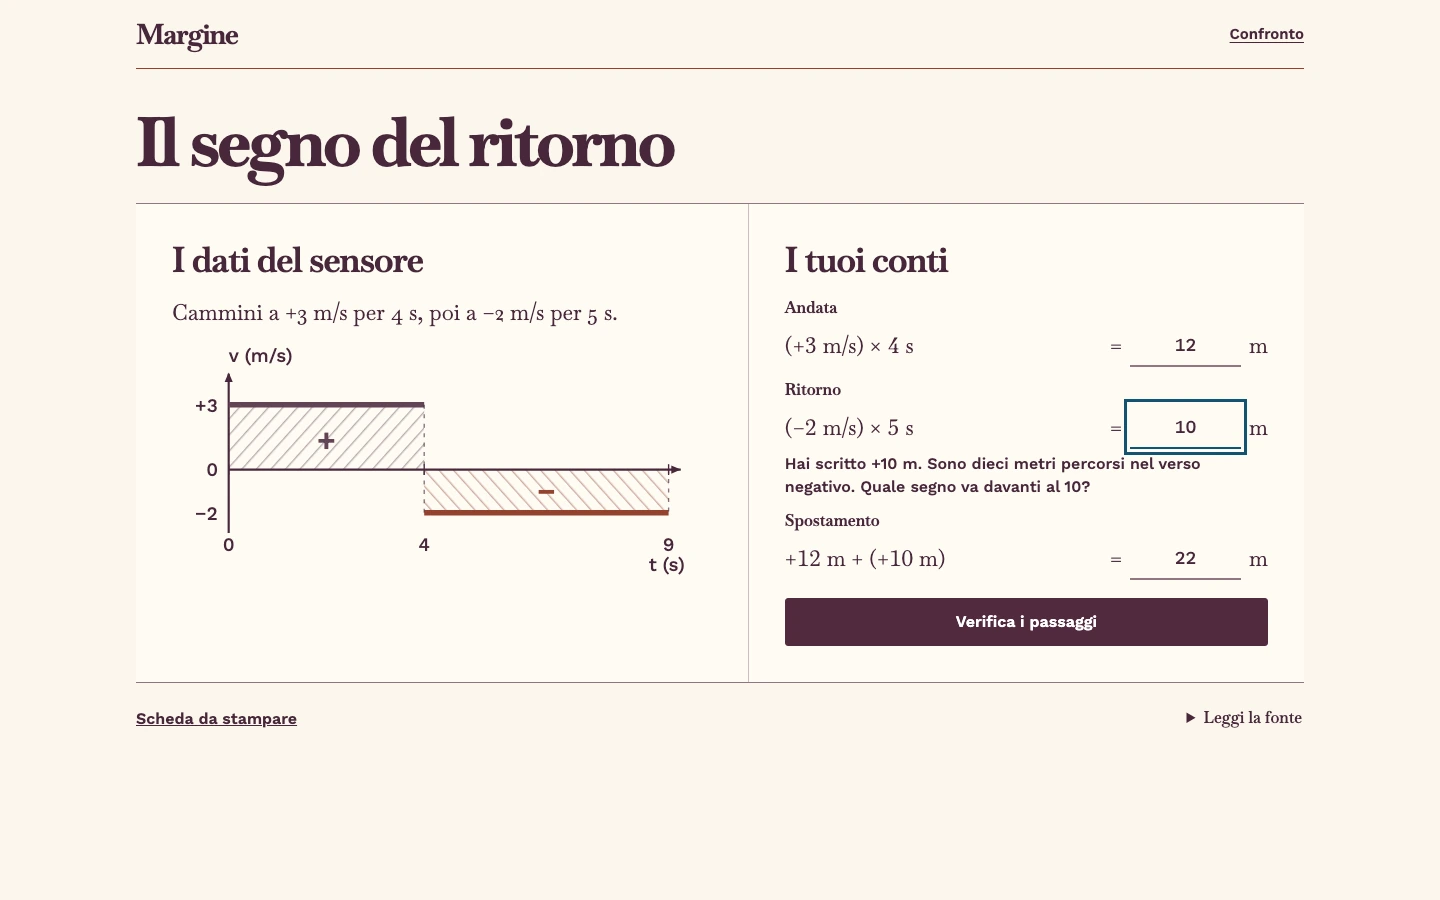 Margine
Confronto
Il segno del ritorno
I dati del sensore
Cammini a +3 m/s per 4 s, poi a −2 m/s per 5 s.
v (m/s)
+3
+
0
−
−2
0 4 9
t (s)
I tuoi conti
Andata
(+3 m/s) × 4 s = 12 m
Ritorno
(−2 m/s) × 5 s = 10 m
Hai scritto +10 m. Sono dieci metri percorsi nel verso
negativo. Quale segno va davanti al 10?
Spostamento
+12 m + (+10 m) = 22 m
Verifica i passaggi
Scheda da stampare
▶ Leggi la fonte